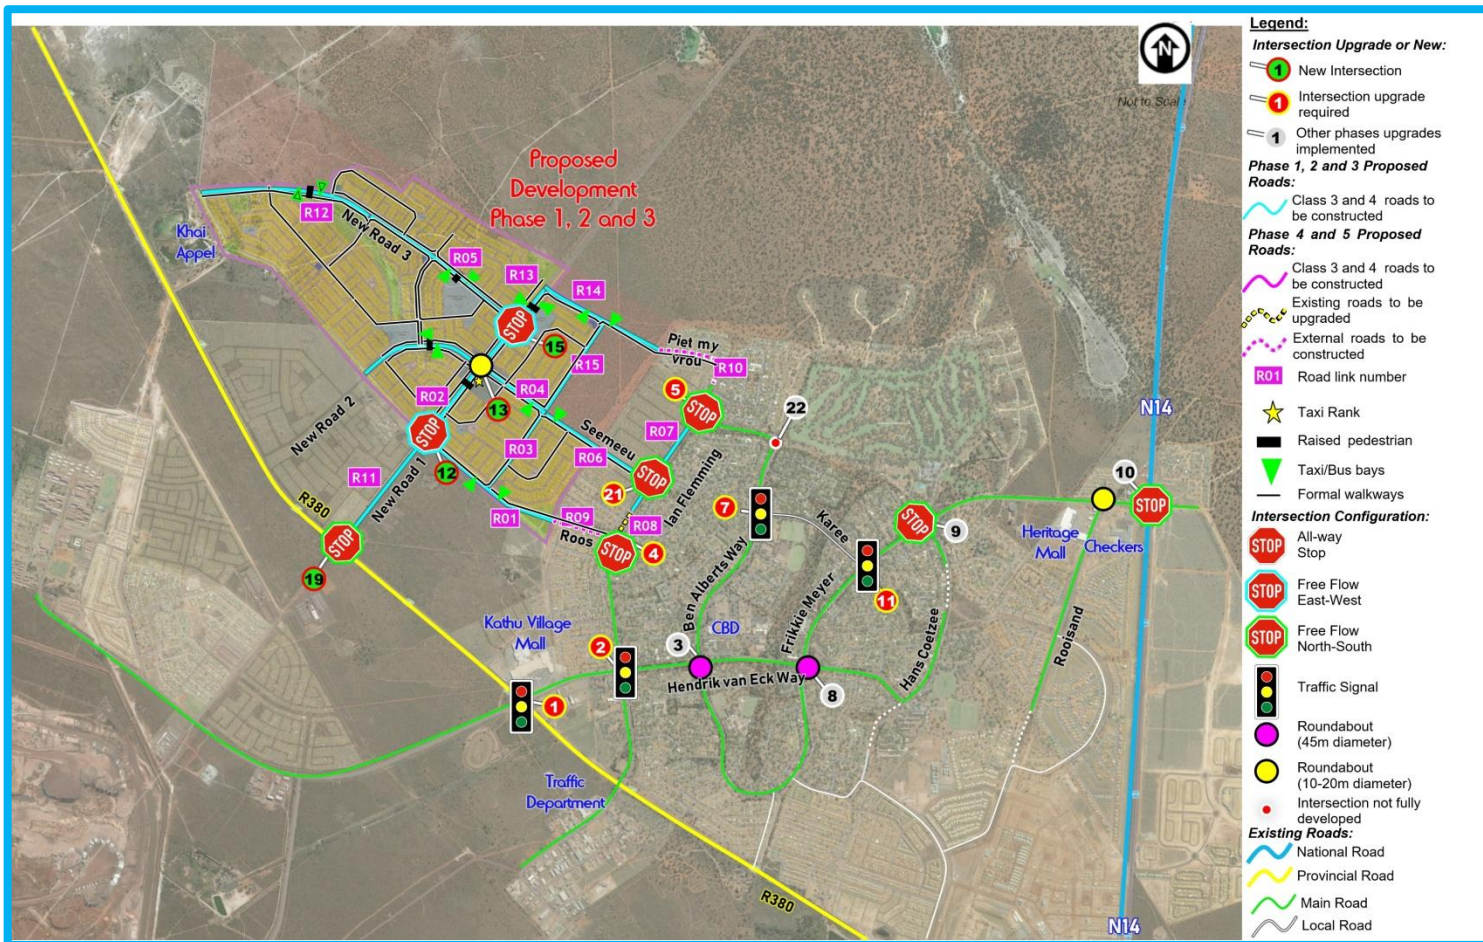 N
Not to Scale
Proposed
Development
Phase 1, 2 and 3
Khai
Appel
R12
New Road 3
R05
R13
R14
STOP
15
Piet my
vrou
R10
R15
R04
R02
13
5
STOP
22
New Road 2
STOP
R03
Seemeeu
R07
R06
12
R11
New Road 1
R01
R09
Roos
R08
21
STOP
Ian Flemming
R380
STOP
19
STOP
4
7
Karee
STOP
9
10
STOP
N14
Heritage
Mall
Checkers
11
Ben Alberts Way
Frikkie Meyer
Hans Coetzee
Rooisand
Kathu Village
Mall
2
3
CBD
Hendrik van Eck Way
8
1
Traffic
Department
R380
N14
Legend:
Intersection Upgrade or New:
1 New Intersection
1 Intersection upgrade
required
1 Other phases upgrades
implemented
Phase 1, 2 and 3 Proposed
Roads:
Class 3 and 4 roads to
be constructed
Phase 4 and 5 Proposed
Roads:
Class 3 and 4 roads to
be constructed
Existing roads to be
upgraded
External roads to be
constructed
R01 Road link number
Taxi Rank
Raised pedestrian
Taxi/Bus bays
Formal walkways
Intersection Configuration:
STOP All-way
Stop
STOP Free Flow
East-West
STOP Free Flow
North-South
Traffic Signal
Roundabout
(45m diameter)
Roundabout
(10-20m diameter)
Intersection not fully
developed
Existing Roads:
National Road
Provincial Road
Main Road
Local Road